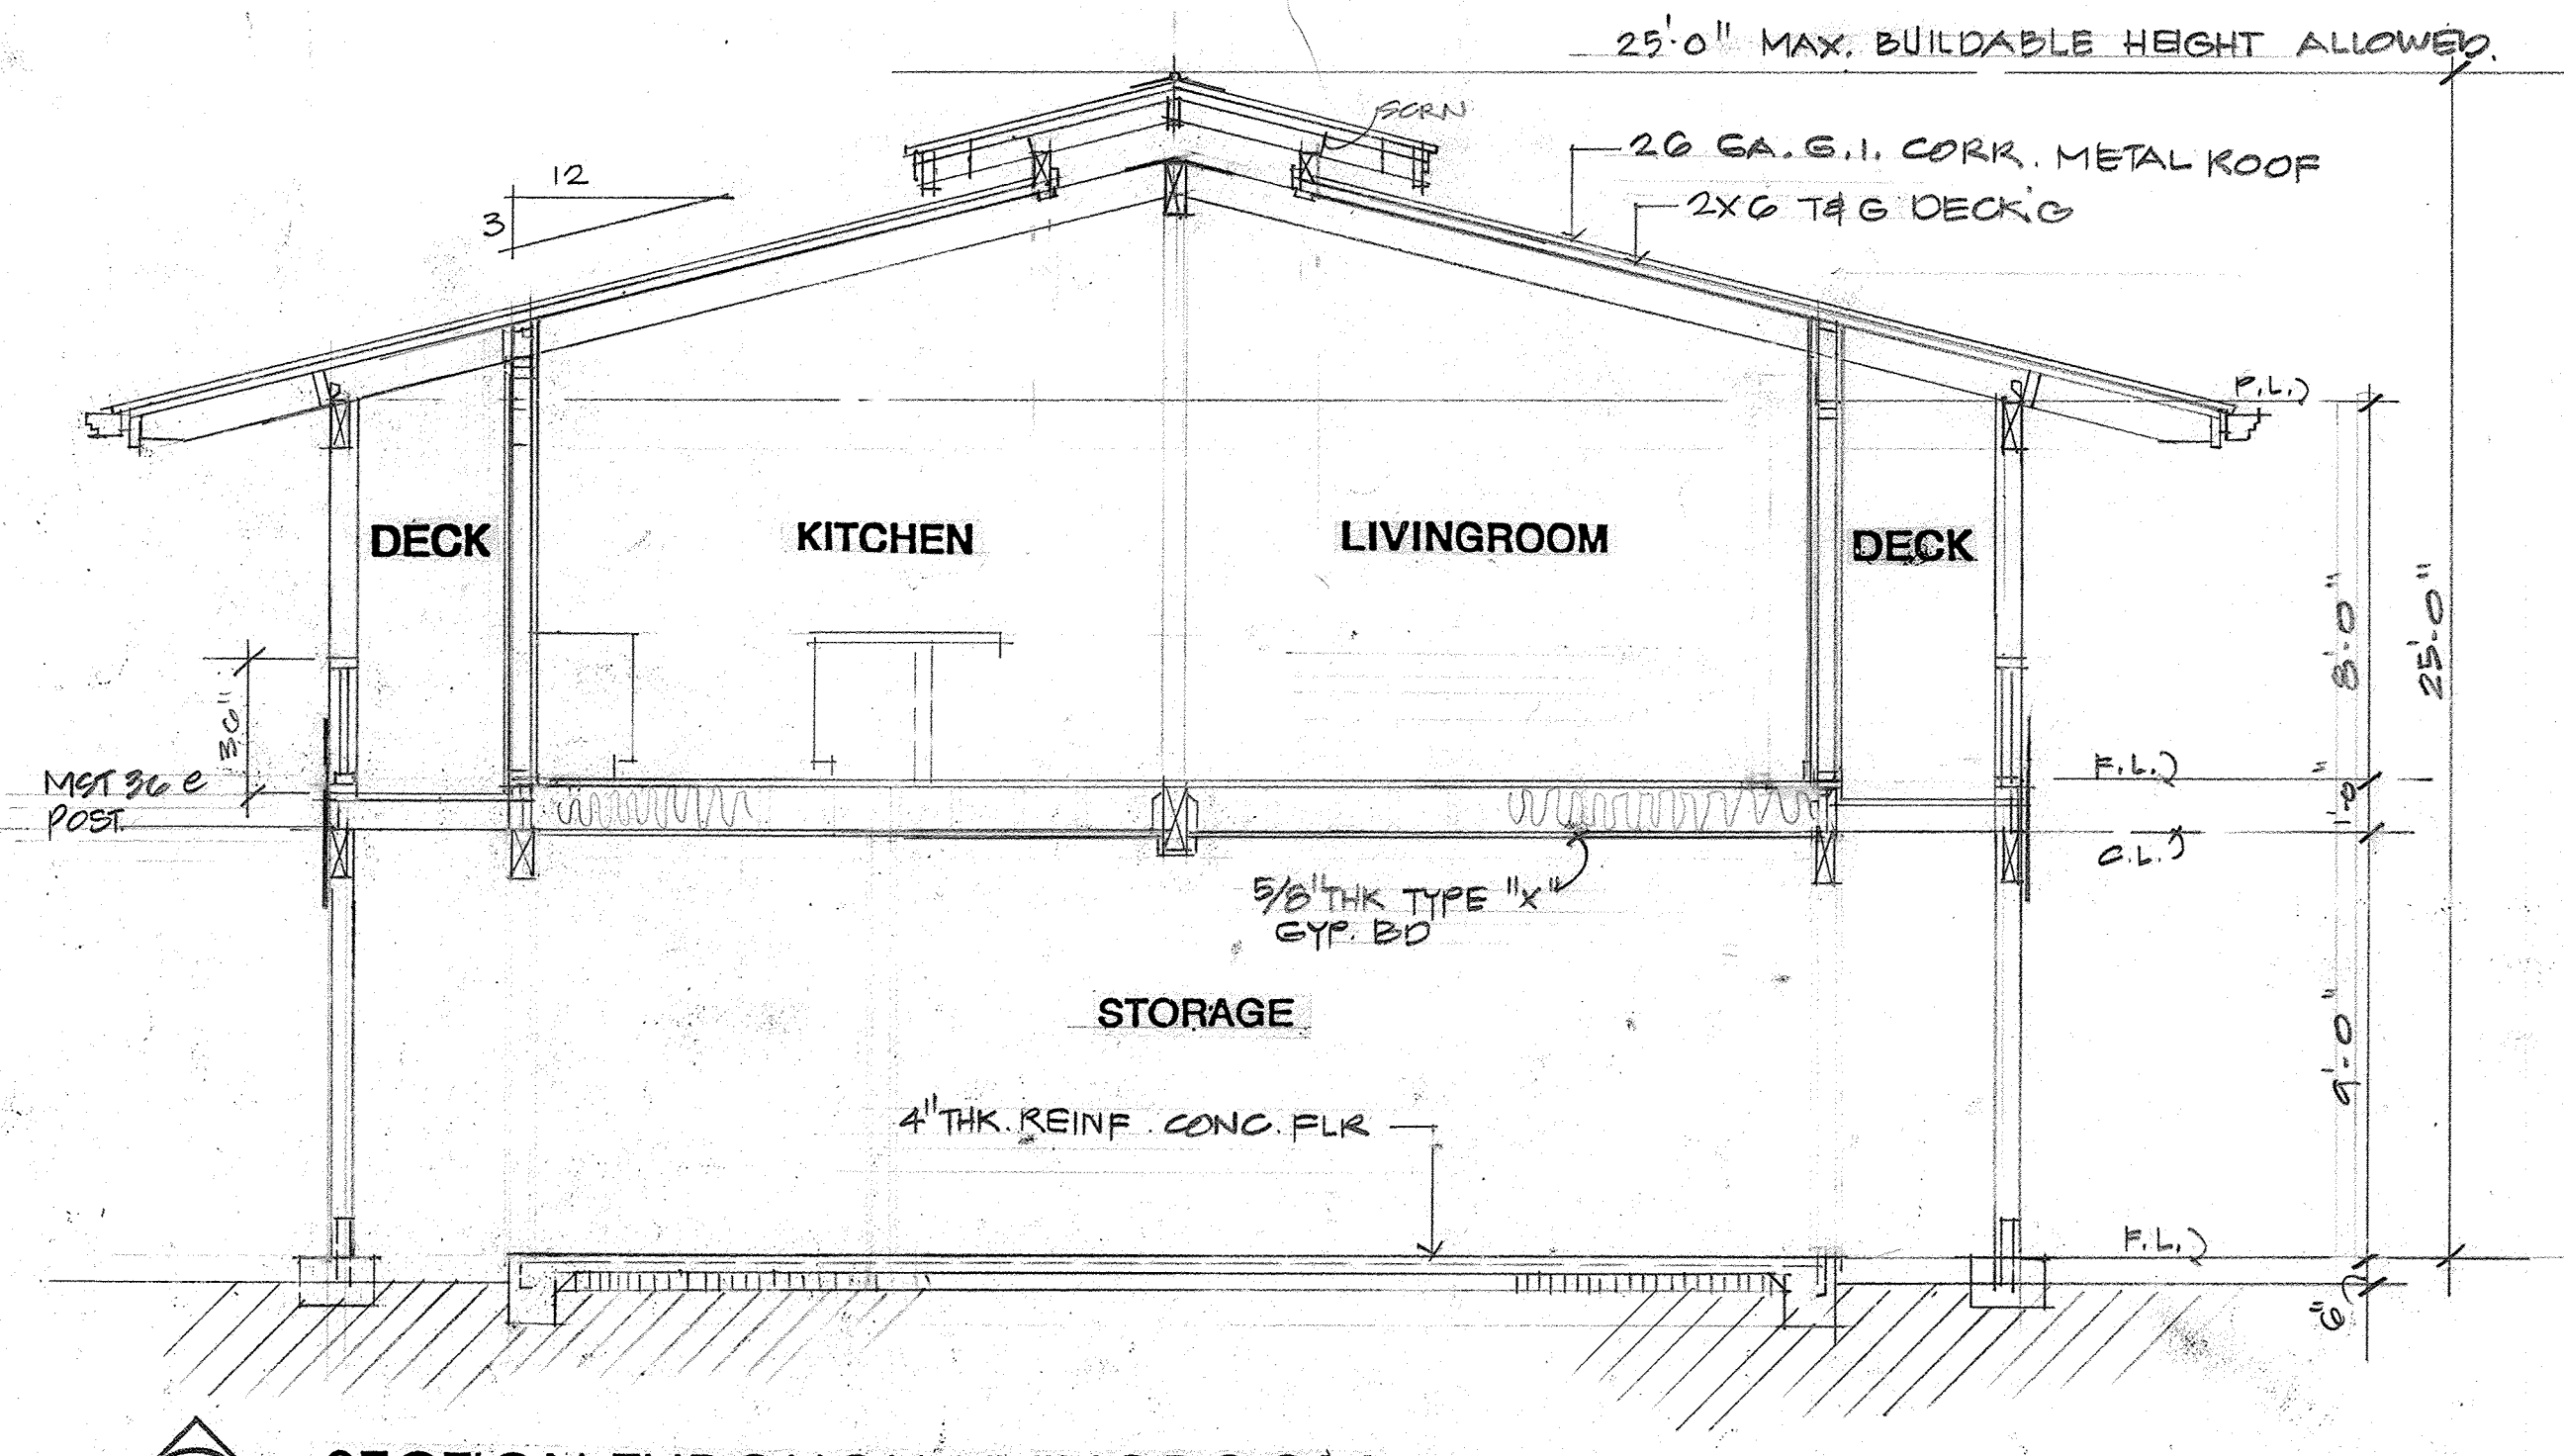 25'-0" MAX. BUILDABLE HEIGHT ALLOWED.
SCRN
26 GA. G.I. CORR. METAL ROOF
2X6 T&G DECK'G
12
3
P.L.
DECK
KITCHEN
LIVINGROOM
DECK
8'-0"
25'-0"
36"
MST 36 @
POST
F.L.
1'-0"
C.L.
5/8" THK TYPE "X"
GYP. BD
STORAGE
9'-0"
4" THK. REINF. CONC. FLR
F.L.
6"